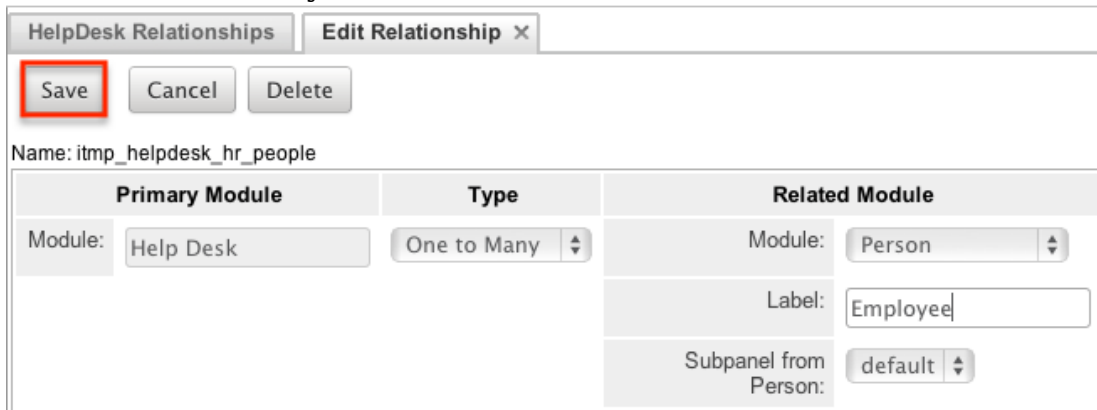 HelpDesk Relationships Edit Relationship ×
Save Cancel Delete
Name: itmp_helpdesk_hr_people
Primary Module Type Related Module
Module: Help Desk One to Many Module: Person
Label: Employee
Subpanel from default
Person: